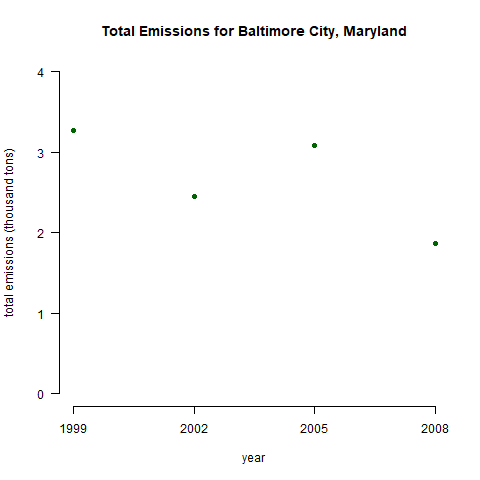 Total Emissions for Baltimore City, Maryland
total emissions (thousand tons)
4
3
2
1
0
1999 2002 2005 2008
year